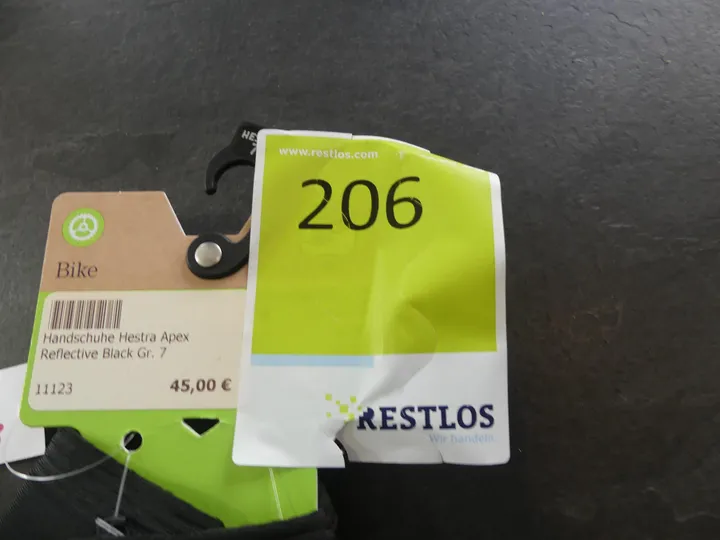 www.restlos.com
206
Bike
Handschuhe Hestra Apex
Reflective Black Gr. 7
11123
45,00 €
RESTLOS
Wir handeln.